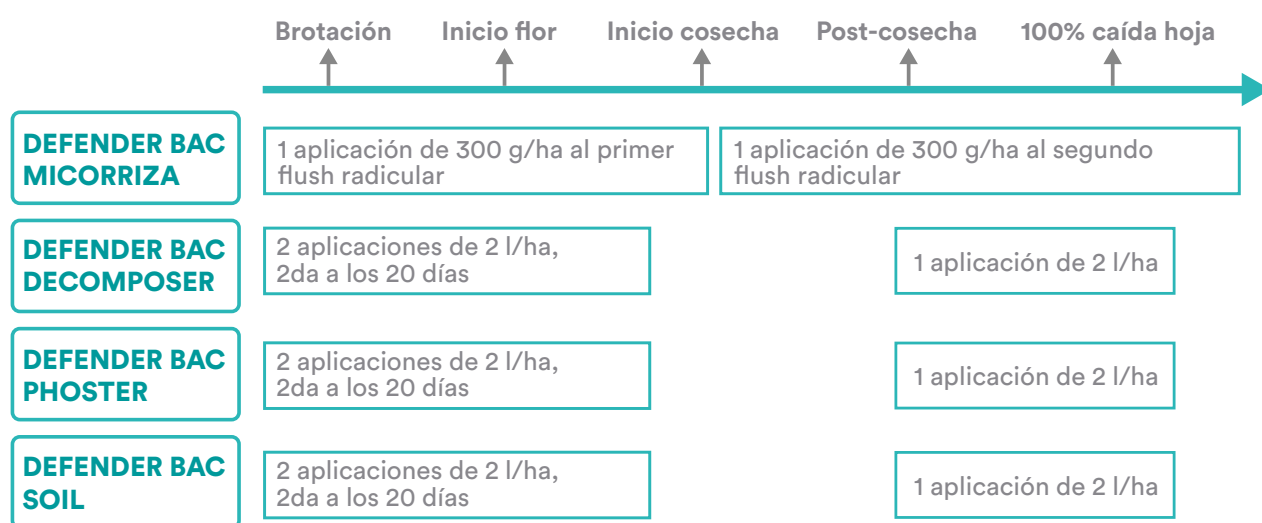 Brotación Inicio flor Inicio cosecha Post-cosecha 100% caída hoja
DEFENDER BAC
MICORRIZA
1 aplicación de 300 g/ha al primer
flush radicular
1 aplicación de 300 g/ha al segundo
flush radicular
DEFENDER BAC
DECOMPOSER
2 aplicaciones de 2 l/ha,
2da a los 20 días
1 aplicación de 2 l/ha
DEFENDER BAC
PHOSTER
2 aplicaciones de 2 l/ha,
2da a los 20 días
1 aplicación de 2 l/ha
DEFENDER BAC
SOIL
2 aplicaciones de 2 l/ha,
2da a los 20 días
1 aplicación de 2 l/ha